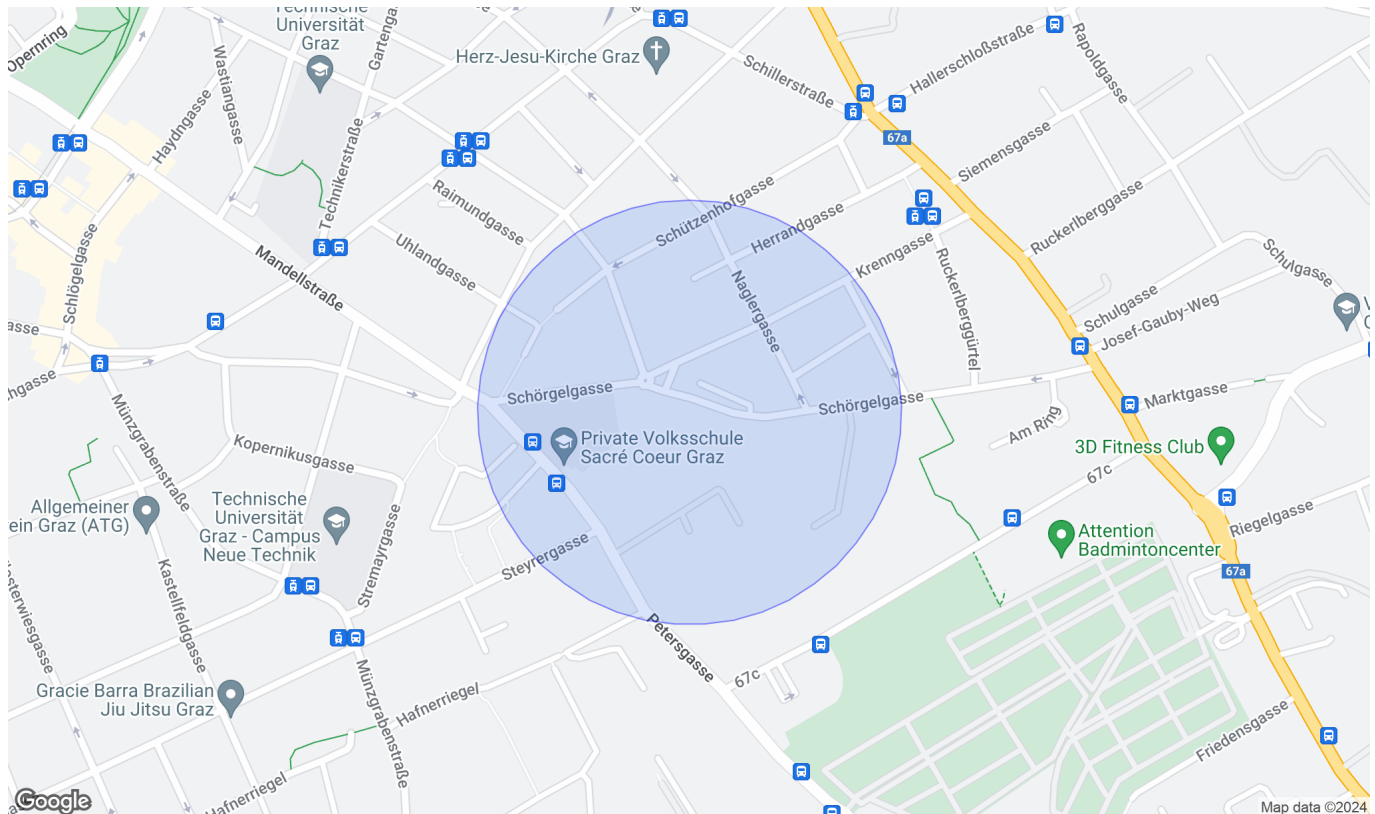 Opernring
Technische
Universität
Graz
Gartenga
Herz-Jesu-Kirche Graz
Schillerstraße
Hallerschloßstraße
Rapoldgasse
Wastiangasse
Haydngasse
Technikerstraße
67a
Siemensgasse
Raimundgasse
Schützenhofgasse
Herrandgasse
Ruckerlberggasse
Uhlandgasse
Krenngasse
Ruckerlberggürtel
Schulgasse
Mandellstraße
Schlögelgasse
Naglergasse
Schulgasse
Josef-Gauby-Weg
asse
hgasse
Schörgelgasse
Schörgelgasse
Marktgasse
Am Ring
Münzgrabenstraße
Kopernikusgasse
Private Volksschule
Sacré Coeur Graz
3D Fitness Club
67c
Allgemeiner
ein Graz (ATG)
Technische
Universität
Graz - Campus
Neue Technik
Stremayrgasse
Steyrergasse
Attention
Badmintoncenter
Riegelgasse
67a
Kastellfeldgasse
Petersgasse
67c
Gracie Barra Brazilian
Jiu Jitsu Graz
Münzgrabenstraße
Hafnerriegel
Friedensgasse
Hafnerriegel
Google
Map data ©2024